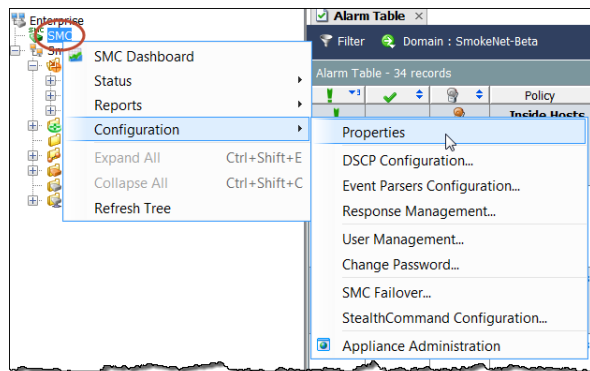 Enterprise
Alarm Table ×
SMC
Filter Domain : SmokeNet-Beta
Sm
SMC Dashboard
Status
Alarm Table - 34 records
Reports
3
Policy
Inside Hosts
Configuration
Properties
Expand All Ctrl+Shift+E
DSCP Configuration...
Collapse All Ctrl+Shift+C
Event Parsers Configuration...
Refresh Tree
Response Management...
User Management...
Change Password...
SMC Failover...
StealthCommand Configuration...
Appliance Administration